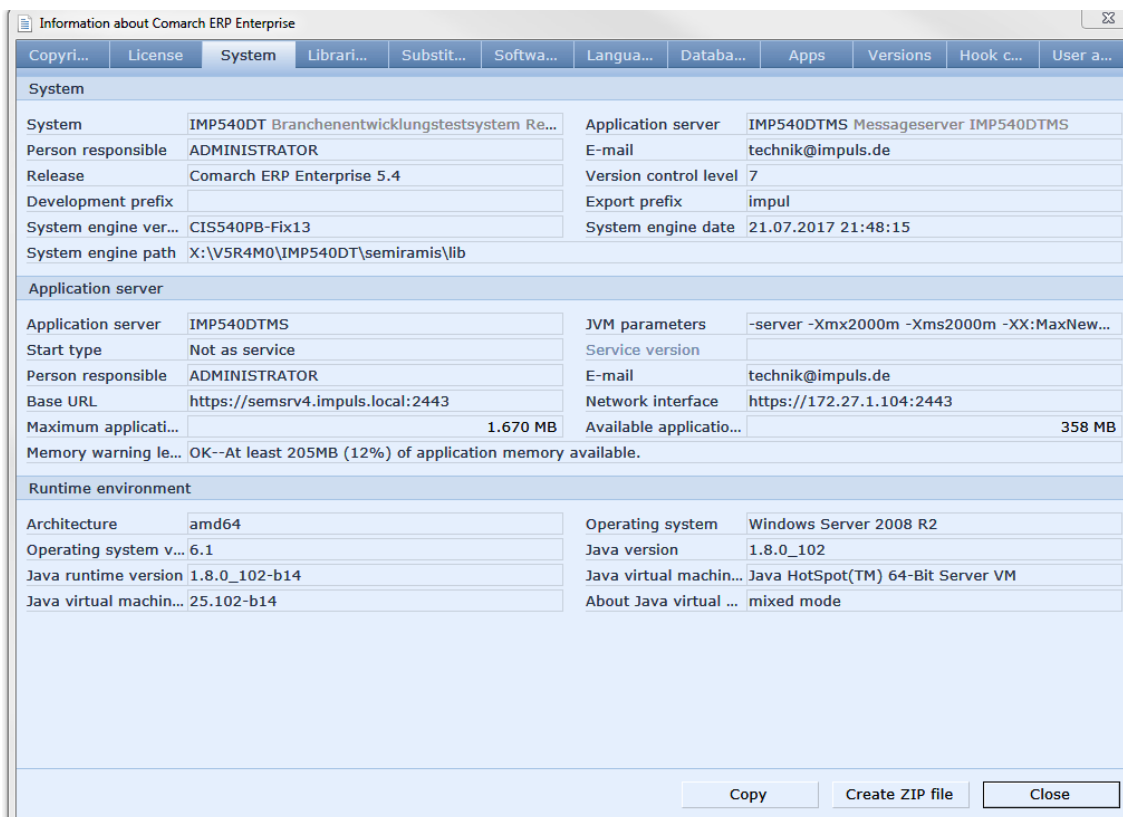 Information about Comarch ERP Enterprise
Copyri... License System Librari... Substit... Softwa... Langua... Databa... Apps Versions Hook c... User a...
System
System IMP540DT Branchenentwicklungstestsystem Re... Application server IMP540DTMS Messageserver IMP540DTMS
Person responsible ADMINISTRATOR E-mail technik@impuls.de
Release Comarch ERP Enterprise 5.4 Version control level 7
Development prefix Export prefix impul
System engine ver... CIS540PB-Fix13 System engine date 21.07.2017 21:48:15
System engine path X:\V5R4M0\IMP540DT\semiramis\lib
Application server
Application server IMP540DTMS JVM parameters -server -Xmx2000m -Xms2000m -XX:MaxNew...
Start type Not as service Service version
Person responsible ADMINISTRATOR E-mail technik@impuls.de
Base URL https://semsrv4.impuls.local:2443 Network interface https://172.27.1.104:2443
Maximum applicati... 1.670 MB Available applicatio... 358 MB
Memory warning le... OK--At least 205MB (12%) of application memory available.
Runtime environment
Architecture amd64 Operating system Windows Server 2008 R2
Operating system v... 6.1 Java version 1.8.0_102
Java runtime version 1.8.0_102-b14 Java virtual machin... Java HotSpot(TM) 64-Bit Server VM
Java virtual machin... 25.102-b14 About Java virtual ... mixed mode
Copy Create ZIP file Close